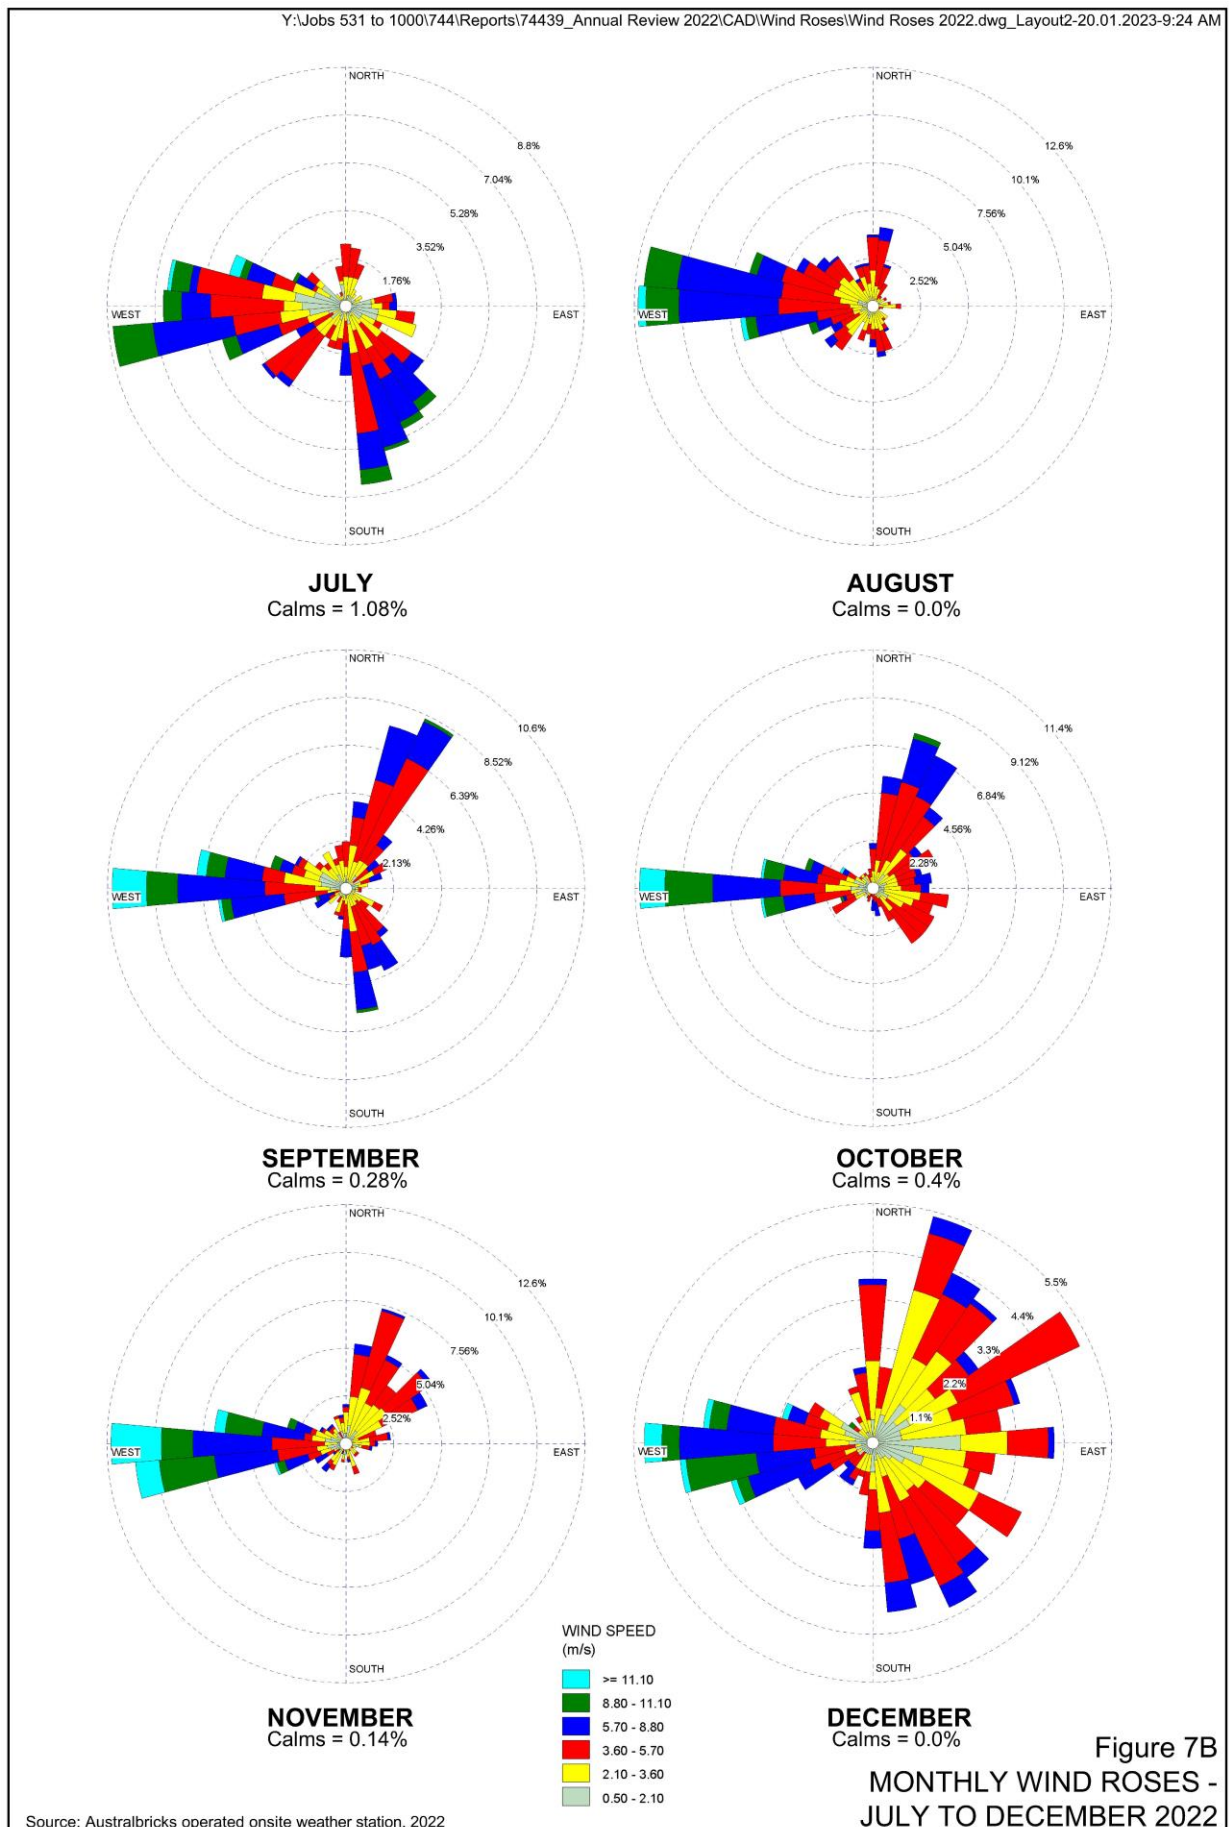 Y:\Jobs 531 to 1000\744\Reports\74439_Annual Review 2022\CAD\Wind Roses\Wind Roses 2022.dwg_Layout2-20.01.2023-9:24 AM
NORTH
8.8%
7.04%
5.28%
3.52%
1.76%
WEST
EAST
SOUTH
JULY
Calms = 1.08%
NORTH
12.6%
10.1%
7.56%
5.04%
2.52%
WEST
EAST
SOUTH
AUGUST
Calms = 0.0%
NORTH
10.6%
8.52%
6.39%
4.26%
2.13%
WEST
EAST
SOUTH
SEPTEMBER
Calms = 0.28%
NORTH
11.4%
9.12%
6.84%
4.56%
2.28%
WEST
EAST
SOUTH
OCTOBER
Calms = 0.4%
NORTH
12.6%
10.1%
7.56%
5.04%
2.52%
WEST
EAST
SOUTH
NOVEMBER
Calms = 0.14%
NORTH
5.5%
4.4%
3.3%
2.2%
1.1%
WEST
EAST
SOUTH
DECEMBER
Calms = 0.0%
WIND SPEED
(m/s)
>= 11.10
8.80 - 11.10
5.70 - 8.80
3.60 - 5.70
2.10 - 3.60
0.50 - 2.10
Figure 7B
MONTHLY WIND ROSES -
JULY TO DECEMBER 2022
Source: Australbricks operated onsite weather station, 2022